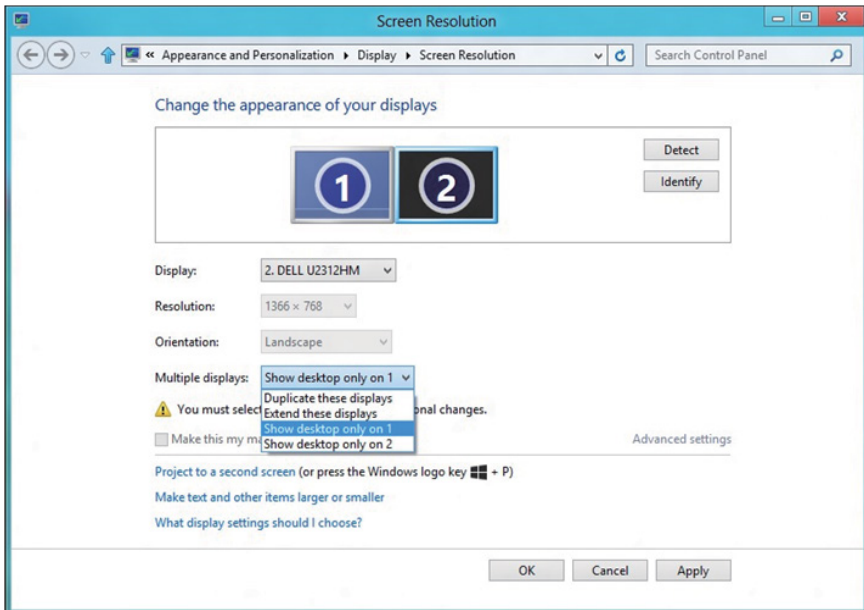 Screen Resolution
« Appearance and Personalization ▸ Display ▸ Screen Resolution
Search Control Panel
Change the appearance of your displays
1 2
Detect
Identify
Display: 2. DELL U2312HM
Resolution: 1366 × 768
Orientation: Landscape
Multiple displays: Show desktop only on 1
Duplicate these displays
Extend these displays
Show desktop only on 1
Show desktop only on 2
You must select onal changes.
Make this my ma
Advanced settings
Project to a second screen (or press the Windows logo key + P)
Make text and other items larger or smaller
What display settings should I choose?
OK Cancel Apply